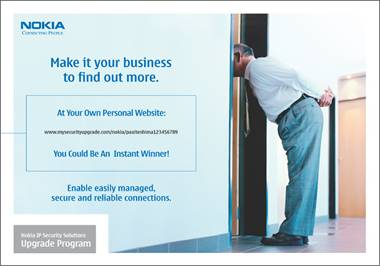 NOKIA
CONNECTING PEOPLE
Make it your business
to find out more.
At Your Own Personal Website:
www.mysecurityupgrade.com/nokia/paaiteshima123456789
You Could Be An Instant Winner!
Enable easily managed,
secure and reliable connections.
Nokia IP Security Solutions
Upgrade Program